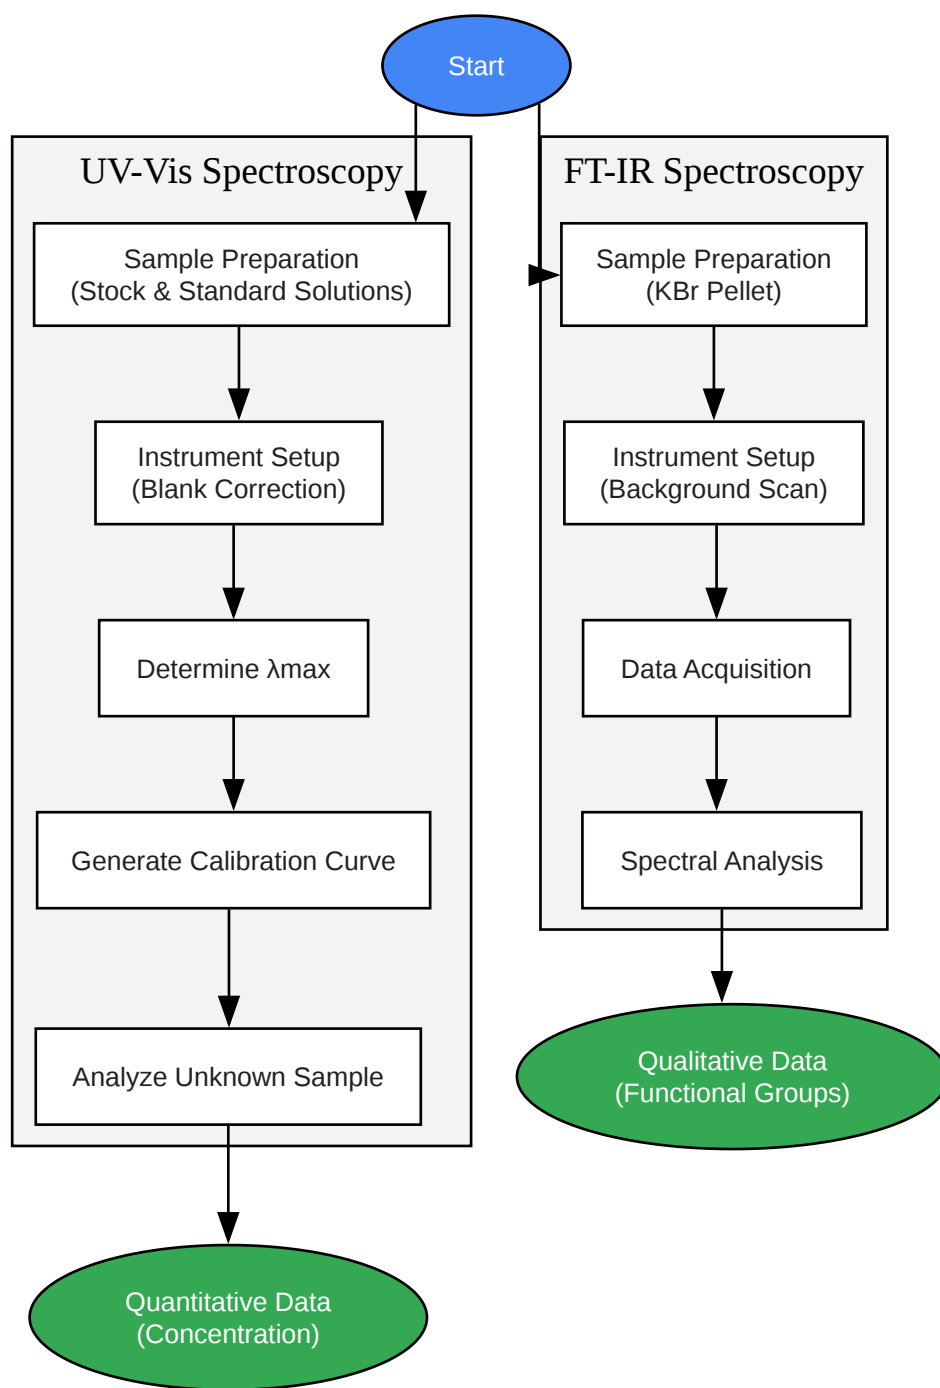 Start
UV-Vis Spectroscopy
Sample Preparation
(Stock & Standard Solutions)
Instrument Setup
(Blank Correction)
Determine λmax
Generate Calibration Curve
Analyze Unknown Sample
Quantitative Data
(Concentration)
FT-IR Spectroscopy
Sample Preparation
(KBr Pellet)
Instrument Setup
(Background Scan)
Data Acquisition
Spectral Analysis
Qualitative Data
(Functional Groups)